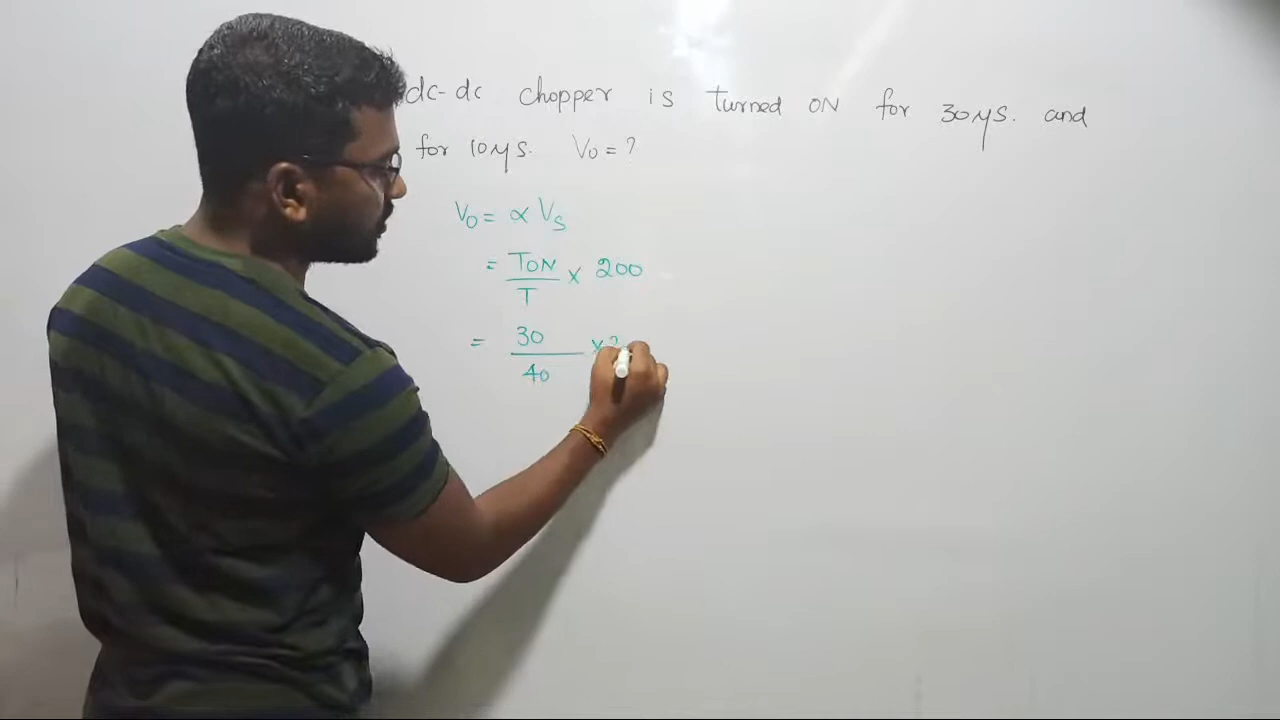 dc-dc chopper is turned ON for 30μs. and
for 10μs. V₀ = ?
V₀ = α Vₛ
= TON/T × 200
= 30/40 ×